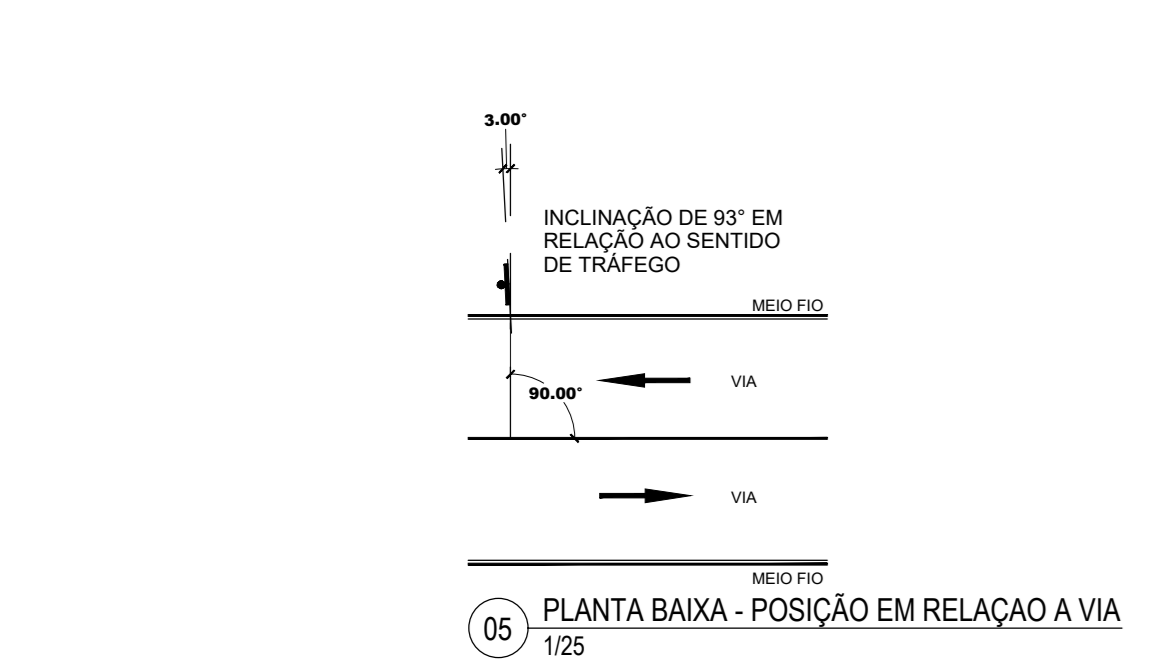 3.00°
INCLINAÇÃO DE 93° EM
RELAÇÃO AO SENTIDO
DE TRÁFEGO
MEIO FIO
VIA
90.00°
VIA
MEIO FIO
05
PLANTA BAIXA - POSIÇÃO EM RELAÇAO A VIA
1/25